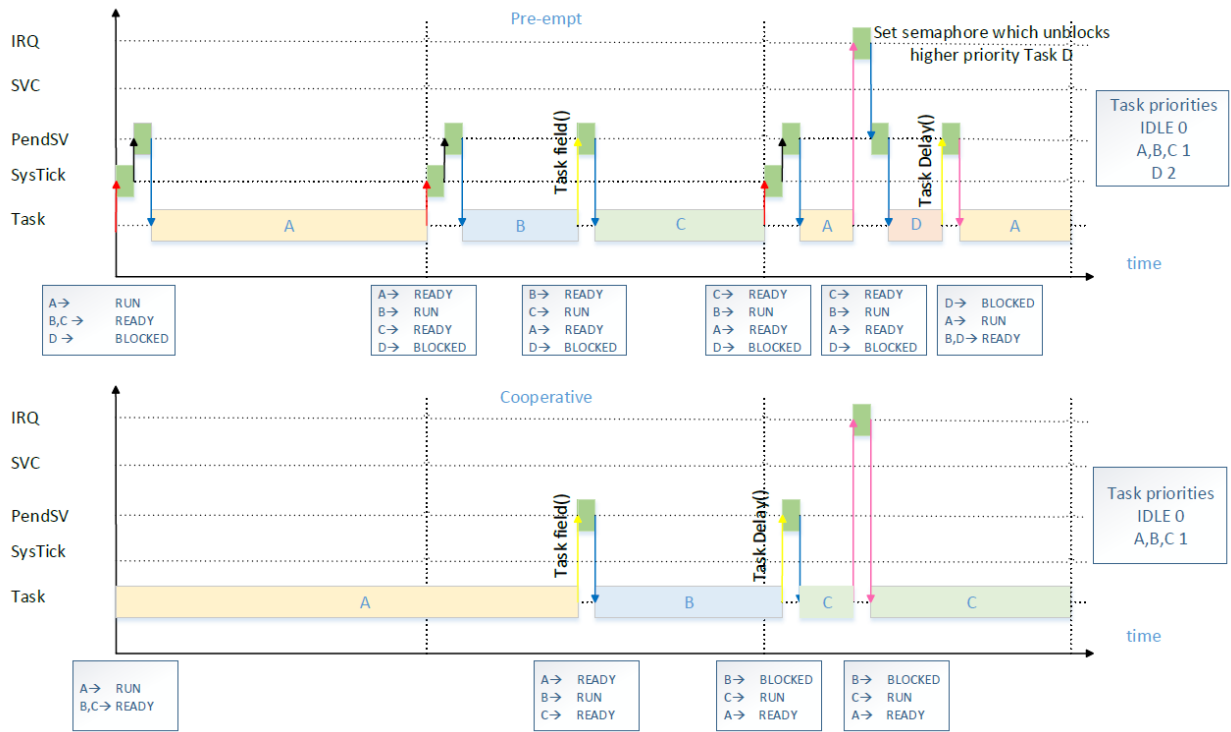 Pre-empt
IRQ
SVC
PendSV
SysTick
Task
Set semaphore which unblocks
higher priority Task D
Task field()
Task Delay()
A
B
C
A
D
A
time
Task priorities
IDLE 0
A,B,C 1
D 2
A→ RUN
B,C → READY
D → BLOCKED
A→ READY
B→ RUN
C→ READY
D→ BLOCKED
B→ READY
C→ RUN
A→ READY
D→ BLOCKED
C→ READY
B→ RUN
A→ READY
D→ BLOCKED
C→ READY
B→ RUN
A→ READY
D→ BLOCKED
D→ BLOCKED
A→ RUN
B,D→ READY
Cooperative
IRQ
SVC
PendSV
SysTick
Task
Task field()
Task.Delay()
A
B
C
C
time
Task priorities
IDLE 0
A,B,C 1
A→ RUN
B,C→ READY
A→ READY
B→ RUN
C→ READY
B→ BLOCKED
C→ RUN
A→ READY
B→ BLOCKED
C→ RUN
A→ READY